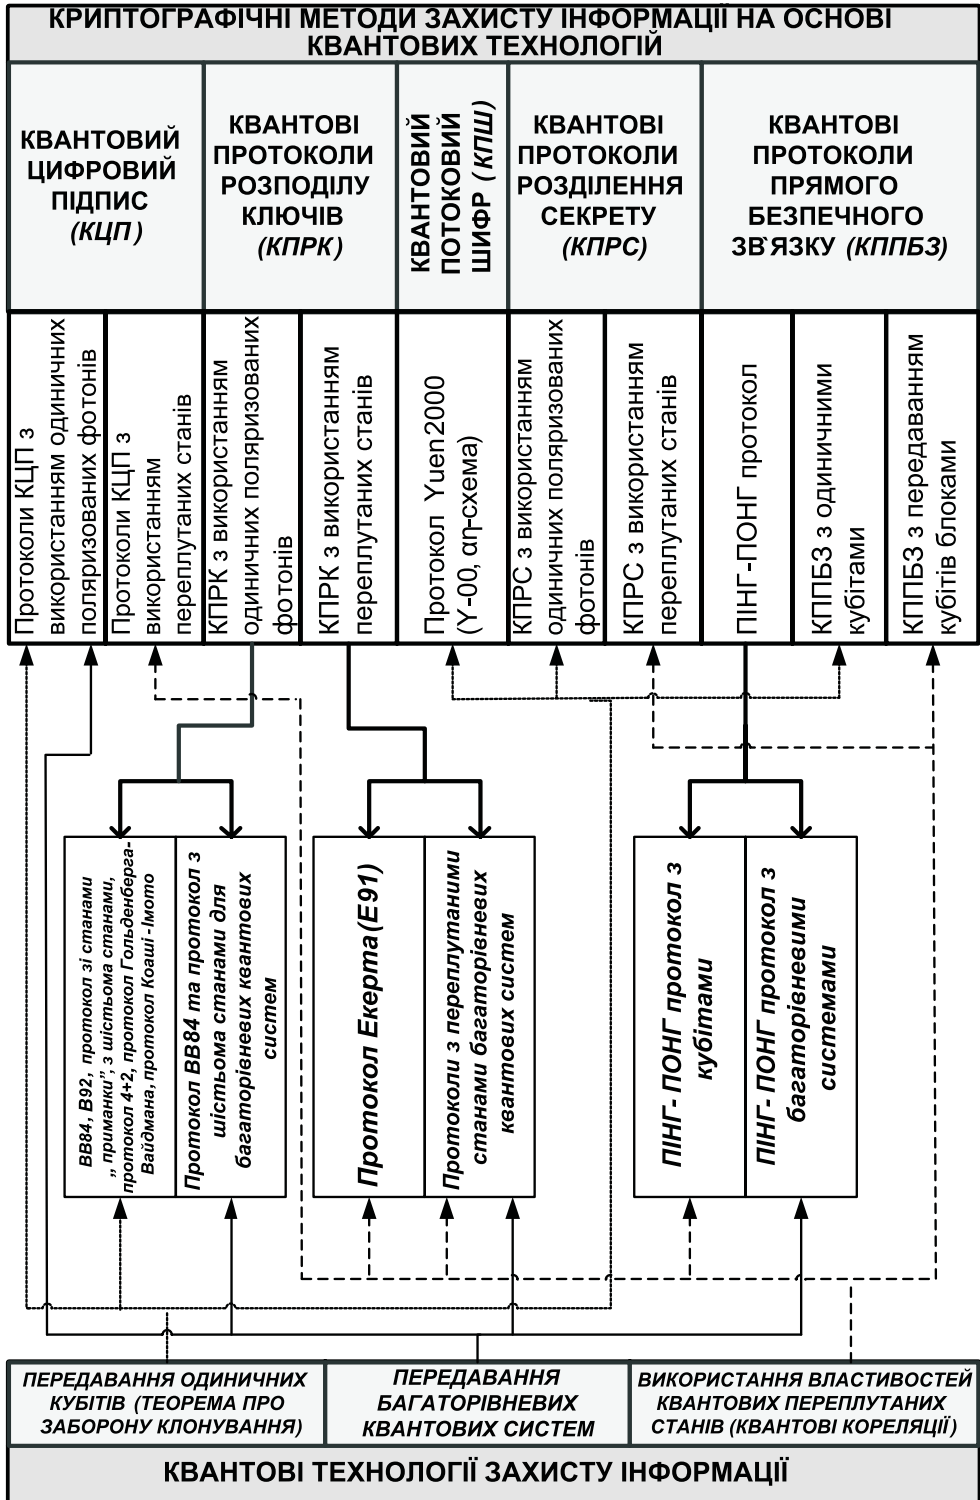 КРИПТОГРАФІЧНІ МЕТОДИ ЗАХИСТУ ІНФОРМАЦІЇ НА ОСНОВІ
КВАНТОВИХ ТЕХНОЛОГІЙ
КВАНТОВИЙ
ЦИФРОВИЙ
ПІДПИС
(КЦП)
КВАНТОВІ
ПРОТОКОЛИ
РОЗПОДІЛУ
КЛЮЧІВ
(КПРК)
КВАНТОВИЙ
ПОТОКОВИЙ
ШИФР (КПШ)
КВАНТОВІ
ПРОТОКОЛИ
РОЗДІЛЕННЯ
СЕКРЕТУ
(КПРС)
КВАНТОВІ
ПРОТОКОЛИ
ПРЯМОГО
БЕЗПЕЧНОГО
ЗВ`ЯЗКУ (КППБЗ)
Протоколи КЦП з
використанням одиничних
поляризованих фотонів
Протоколи КЦП з
використанням
переплутаних станів
КПРК з використанням
одиничних поляризованих
фотонів
КПРК з використанням
переплутаних станів
Протокол Yuen2000
(Y-00, αη-схема)
КПРС з використанням
одиничних поляризованих
фотонів
КПРС з використанням
переплутаних станів
ПІНГ-ПОНГ протокол
КППБЗ з одиничними
кубітами
КППБЗ з передаванням
кубітів блоками
BB84, B92, протокол зі станами
„приманки”, з шістьома станами,
протокол 4+2, протокол Гольденберга-
Вайдмана, протокол Коаші -Імото
Протокол BB84 та протокол з
шістьома станами для
багаторівневих квантових
систем
Протокол Екерта(E91)
Протоколи з переплутаними
станами багаторівневих
квантових систем
ПІНГ- ПОНГ протокол з
кубітами
ПІНГ- ПОНГ протокол з
багаторівневими
системами
ПЕРЕДАВАННЯ ОДИНИЧНИХ
КУБІТІВ (ТЕОРЕМА ПРО
ЗАБОРОНУ КЛОНУВАННЯ)
ПЕРЕДАВАННЯ
БАГАТОРІВНЕВИХ
КВАНТОВИХ СИСТЕМ
ВИКОРИСТАННЯ ВЛАСТИВОСТЕЙ
КВАНТОВИХ ПЕРЕПЛУТАНИХ
СТАНІВ (КВАНТОВІ КОРЕЛЯЦІЇ)
КВАНТОВІ ТЕХНОЛОГІЇ ЗАХИСТУ ІНФОРМАЦІЇ